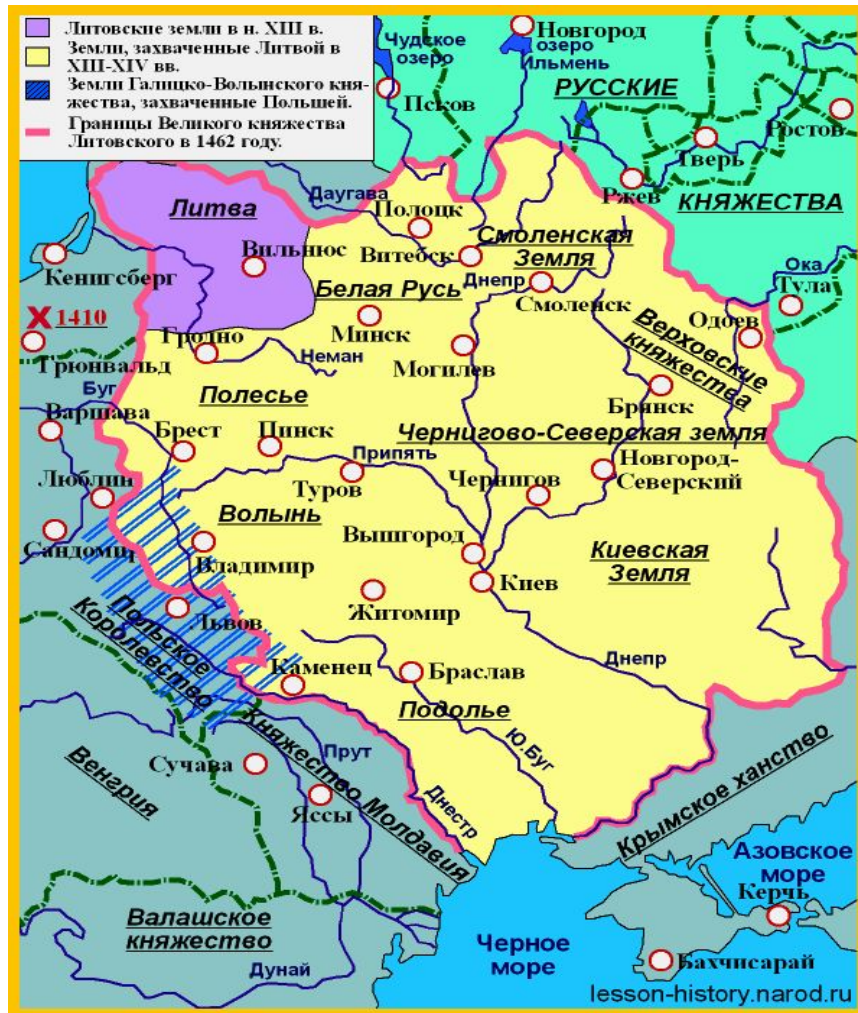 Литовские земли в н. XIII в.
Земли, захваченные Литвой в
XIII-XIV вв.
Земли Галицко-Волынского кня-
жества, захваченные Польшей.
Границы Великого княжества
Литовского в 1462 году.
Новгород
Чудское
озеро
озеро
Ильмень
Псков
РУССКИЕ
Ростов
Тверь
Ржев
КНЯЖЕСТВА
Даугава
Литва
Полоцк
Вильнюс
Витебск
Смоленская
Земля
Кенигсберг
Белая Русь
Днепр
Смоленск
Ока
Тула
Х 1410
Минск
Одоев
Гродно
Верховские
княжества
Грюнвальд
Неман
Могилев
Буг
Варшава
Полесье
Брянск
Брест
Пинск
Чернигово-Северская земля
Припять
Новгород-
Северский
Люблин
Туров
Чернигов
Волынь
Сандомир
Вышгород
Владимир
Киевская
Земля
Киев
Житомир
Львов
Польское
Королевство
Днепр
Каменец
Браслав
Подолье
Ю.Буг
Княжество Молдавия
Сучава
Прут
Венгрия
Яссы
Днестр
Крымское ханство
Азовское
море
Керчь
Валашское
княжество
Черное
море
Дунай
Бахчисарай
lesson-history.narod.ru